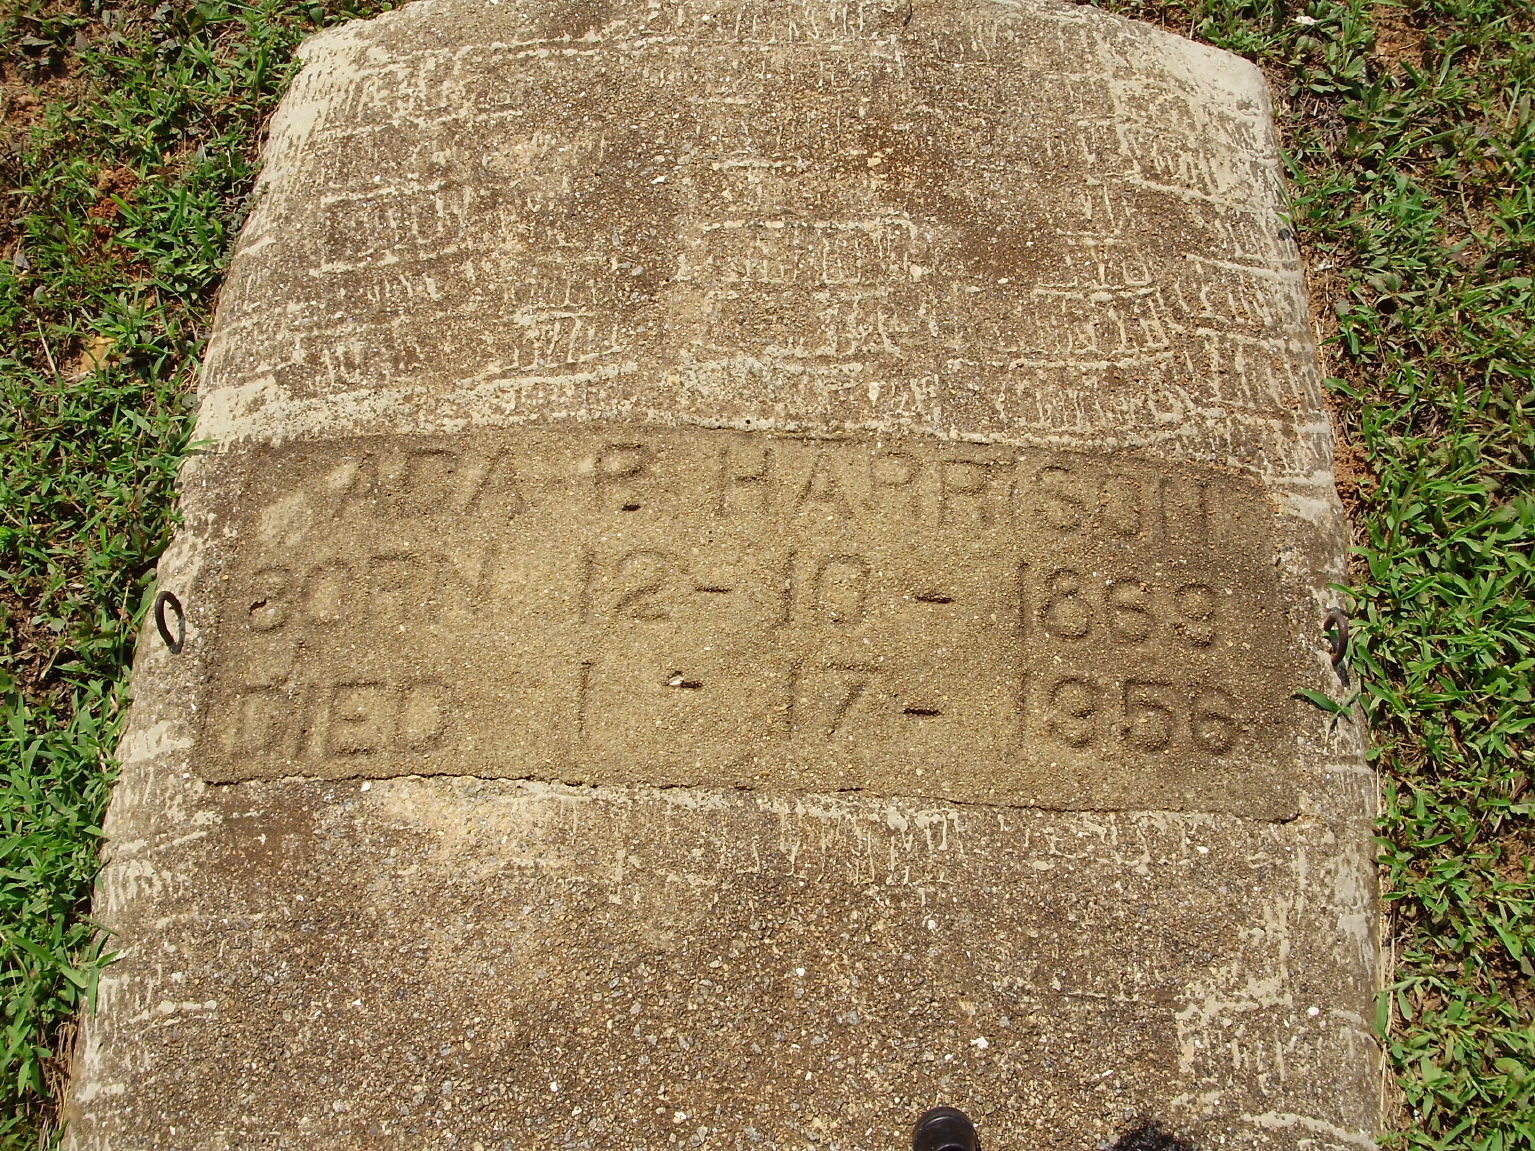 ADA P. HARRISON
BORN 12 - 10 - 1869
DIED 1 - 17 - 1956